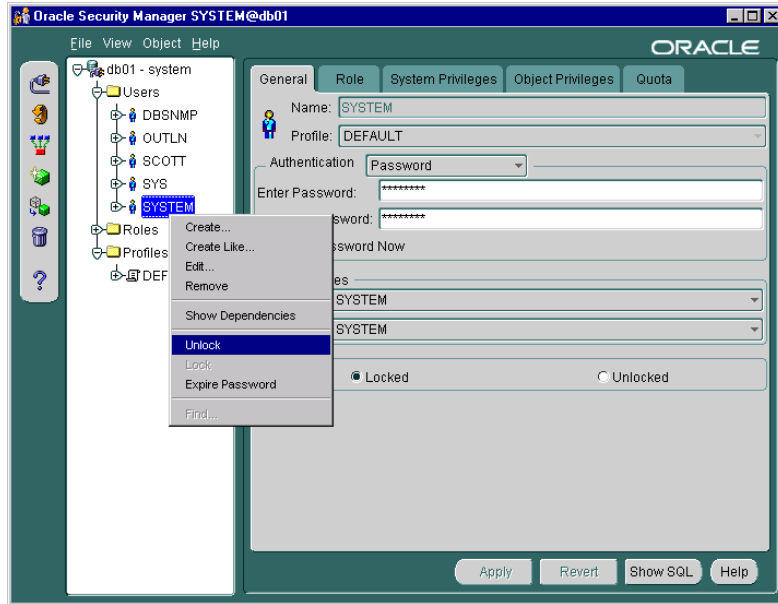 Oracle Security Manager SYSTEM@db01
File View Object Help
ORACLE
db01 - system
Users
DBSNMP
OUTLN
SCOTT
SYS
SYSTEM
Roles
Profiles
DEF
Create...
Create Like...
Edit...
Remove
Show Dependencies
Unlock
Lock
Expire Password
Find...
General Role System Privileges Object Privileges Quota
Name: SYSTEM
Profile: DEFAULT
Authentication Password
Enter Password: ********
sword: ********
ssword Now
es
SYSTEM
SYSTEM
Locked Unlocked
Apply Revert Show SQL Help